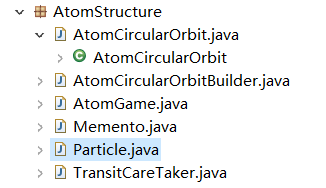 AtomStructure
AtomCircularOrbit.java
AtomCircularOrbit
AtomCircularOrbitBuilder.java
AtomGame.java
Memento.java
Particle.java
TransitCareTaker.java